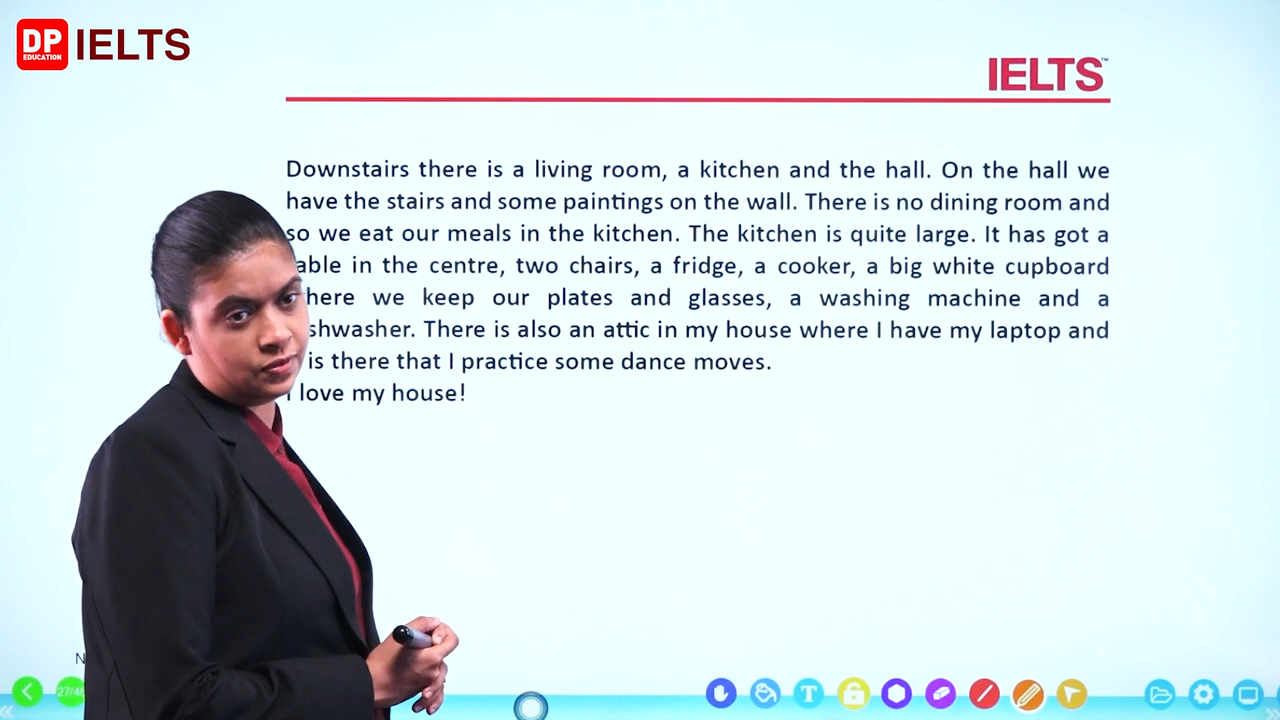 DP
EDUCATION
IELTS
IELTS™
Downstairs there is a living room, a kitchen and the hall. On the hall we
have the stairs and some paintings on the wall. There is no dining room and
so we eat our meals in the kitchen. The kitchen is quite large. It has got a
able in the centre, two chairs, a fridge, a cooker, a big white cupboard
here we keep our plates and glasses, a washing machine and a
shwasher. There is also an attic in my house where I have my laptop and
is there that I practice some dance moves.
I love my house!
N
27/4
T